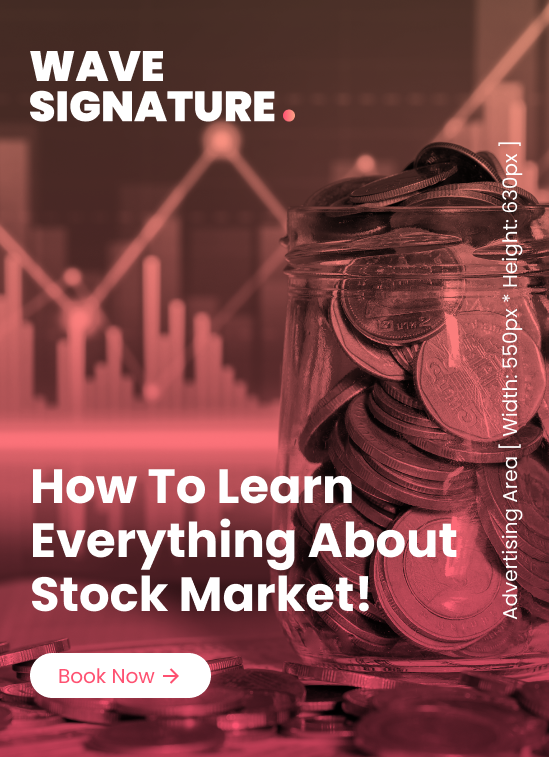 WAVE
SIGNATURE.
Advertising Area [ Width: 550px * Height: 630px ]
How To Learn
Everything About
Stock Market!
Book Now →